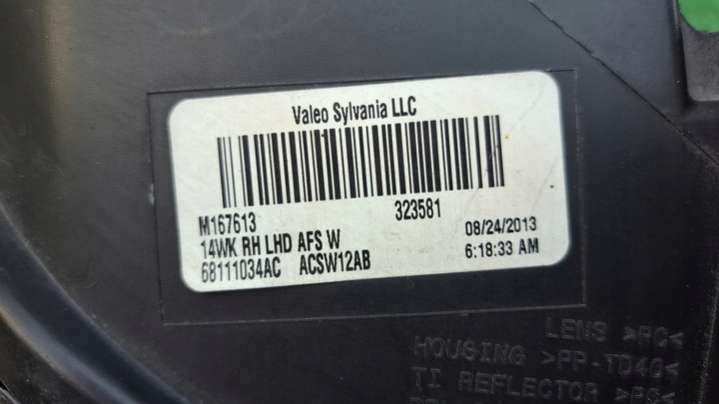 Valeo Sylvania LLC
M167613 323581 08/24/2013
14WK RH LHD AFS W 6:18:33 AM
68111034AC ACSW12AB
LENS >PC<
HOUSING >PP-TD40<
TI REFLECTOR